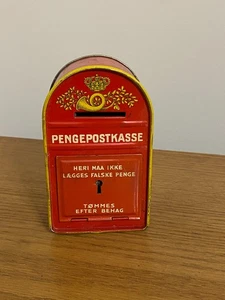 PENGEPOSTKASSE
HERI MAA IKKE
LÆGGES FALSKE PENGE
TØMMES
EFTER BEHAG